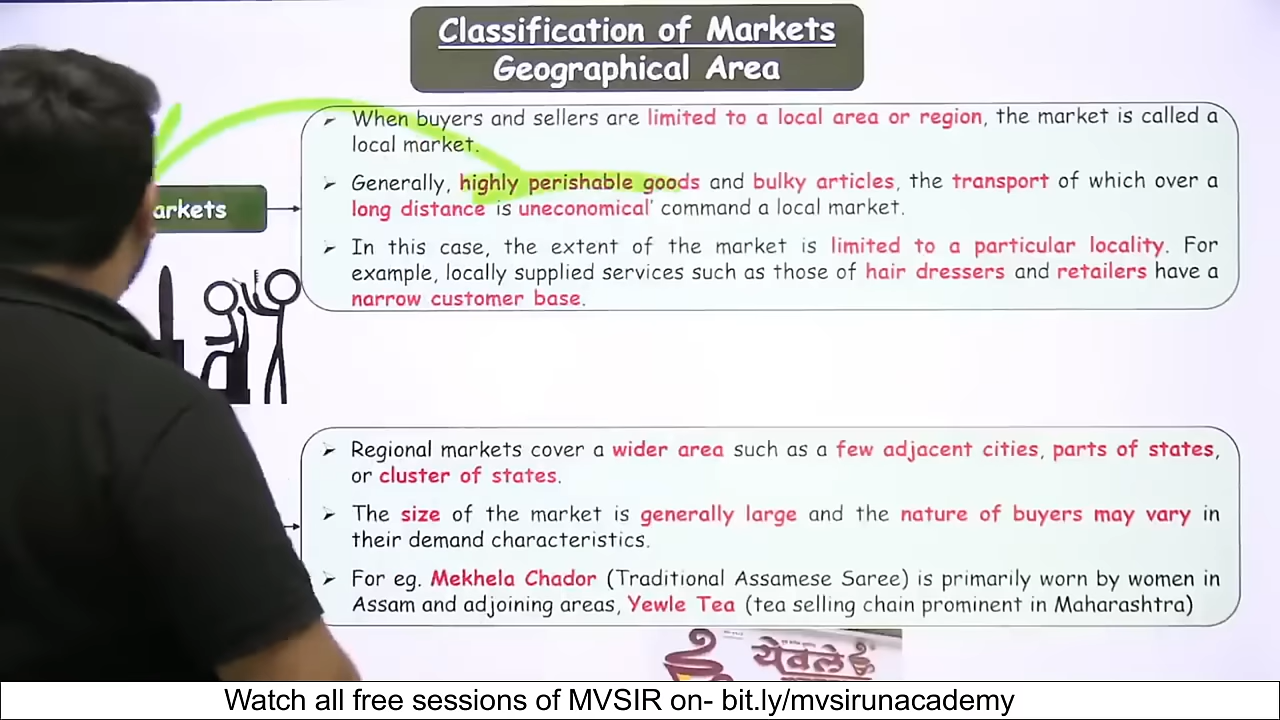 Classification of Markets
Geographical Area
➢ When buyers and sellers are limited to a local area or region, the market is called a
local market.
➢ Generally, highly perishable goods and bulky articles, the transport of which over a
long distance is uneconomical' command a local market.
➢ In this case, the extent of the market is limited to a particular locality. For
example, locally supplied services such as those of hair dressers and retailers have a
narrow customer base.
arkets
➢ Regional markets cover a wider area such as a few adjacent cities, parts of states,
or cluster of states.
➢ The size of the market is generally large and the nature of buyers may vary in
their demand characteristics.
➢ For eg. Mekhela Chador (Traditional Assamese Saree) is primarily worn by women in
Assam and adjoining areas, Yewle Tea (tea selling chain prominent in Maharashtra)
येवले
Watch all free sessions of MVSIR on- bit.ly/mvsirunacademy